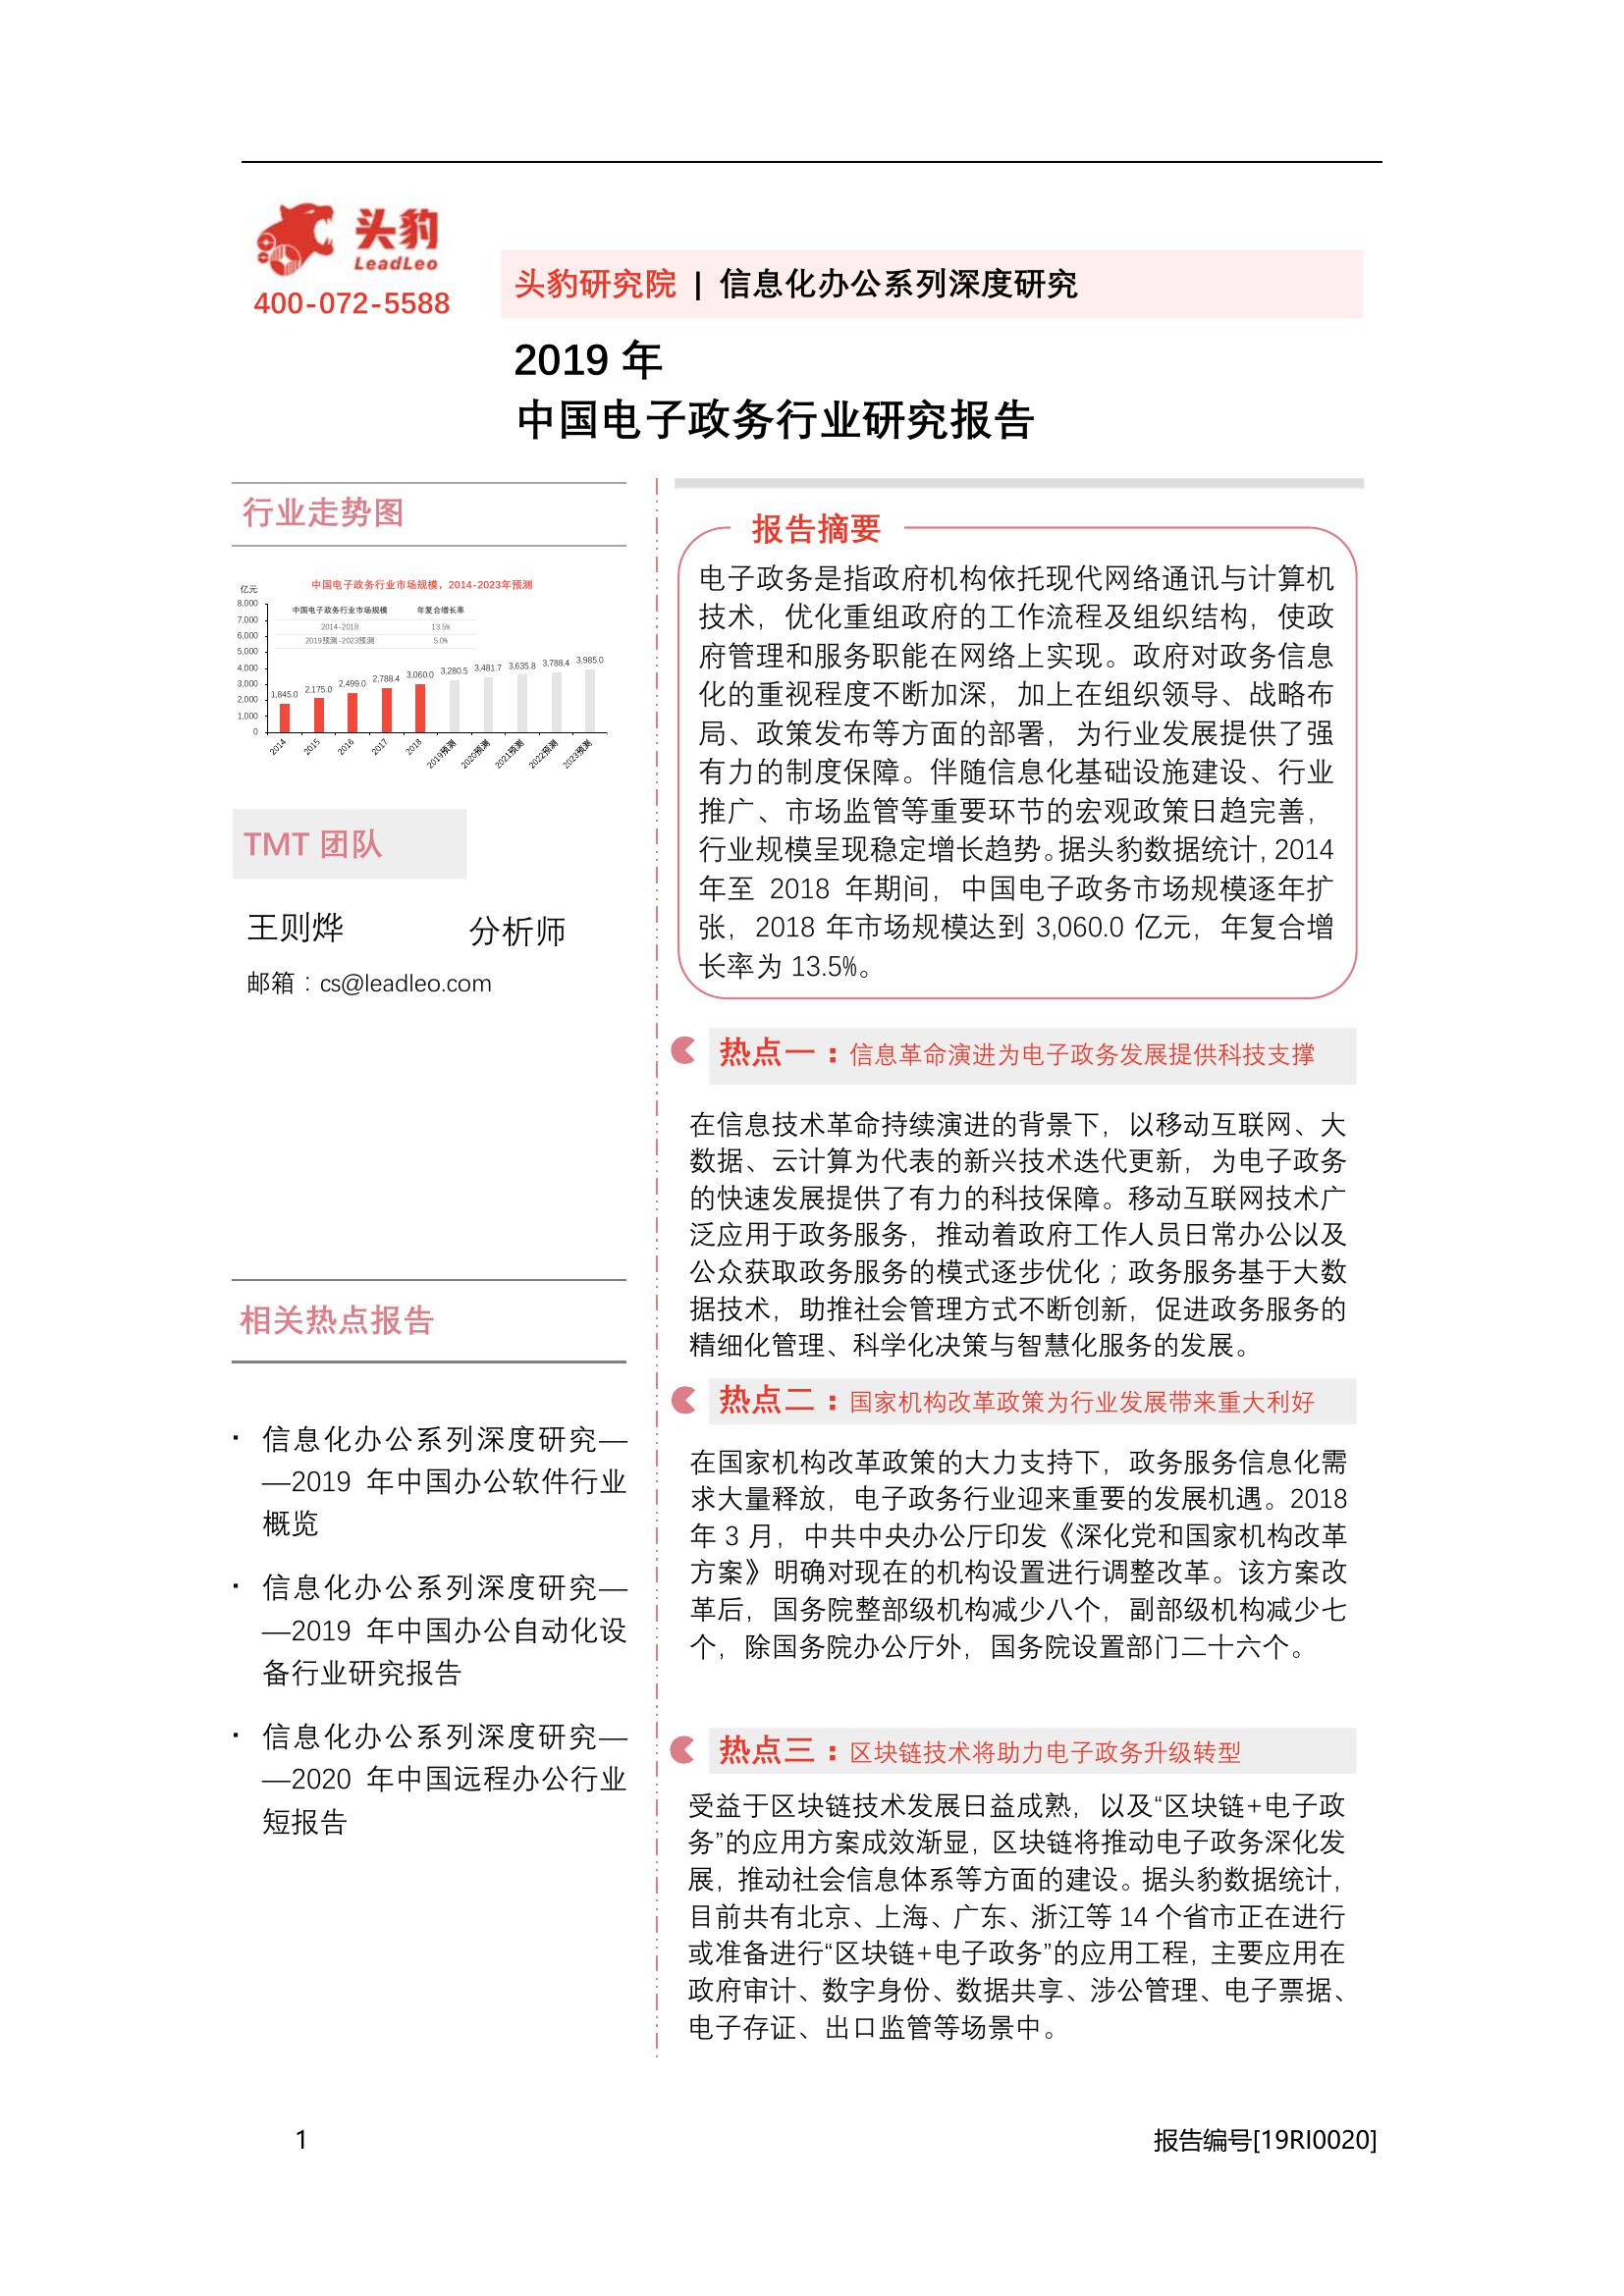 头豹
LeadLeo
400-072-5588
头豹研究院 | 信息化办公系列深度研究
2019 年
中国电子政务行业研究报告
行业走势图
中国电子政务行业市场规模，2014-2023年预测
亿元
8,000
7,000
6,000
5,000
4,000
3,000
2,000
1,000
0
中国电子政务行业市场规模 年复合增长率
2014-2018 13.5%
2019预测-2023预测 5.0%
1,845.0 2,175.0 2,499.0 2,788.4 3,060.0 3,280.5 3,481.7 3,635.8 3,788.4 3,985.0
2014 2015 2016 2017 2018 2019预测 2020预测 2021预测 2022预测 2023预测
TMT 团队
王则烨 分析师
邮箱：cs@leadleo.com
相关热点报告
· 信息化办公系列深度研究—
—2019 年中国办公软件行业
概览
· 信息化办公系列深度研究—
—2019 年中国办公自动化设
备行业研究报告
· 信息化办公系列深度研究—
—2020 年中国远程办公行业
短报告
报告摘要
电子政务是指政府机构依托现代网络通讯与计算机
技术，优化重组政府的工作流程及组织结构，使政
府管理和服务职能在网络上实现。政府对政务信息
化的重视程度不断加深，加上在组织领导、战略布
局、政策发布等方面的部署，为行业发展提供了强
有力的制度保障。伴随信息化基础设施建设、行业
推广、市场监管等重要环节的宏观政策日趋完善，
行业规模呈现稳定增长趋势。据头豹数据统计，2014
年至 2018 年期间，中国电子政务市场规模逐年扩
张，2018 年市场规模达到 3,060.0 亿元，年复合增
长率为 13.5%。
热点一：信息革命演进为电子政务发展提供科技支撑
在信息技术革命持续演进的背景下，以移动互联网、大
数据、云计算为代表的新兴技术迭代更新，为电子政务
的快速发展提供了有力的科技保障。移动互联网技术广
泛应用于政务服务，推动着政府工作人员日常办公以及
公众获取政务服务的模式逐步优化；政务服务基于大数
据技术，助推社会管理方式不断创新，促进政务服务的
精细化管理、科学化决策与智慧化服务的发展。
热点二：国家机构改革政策为行业发展带来重大利好
在国家机构改革政策的大力支持下，政务服务信息化需
求大量释放，电子政务行业迎来重要的发展机遇。2018
年 3 月，中共中央办公厅印发《深化党和国家机构改革
方案》明确对现在的机构设置进行调整改革。该方案改
革后，国务院整部级机构减少八个，副部级机构减少七
个，除国务院办公厅外，国务院设置部门二十六个。
热点三：区块链技术将助力电子政务升级转型
受益于区块链技术发展日益成熟，以及“区块链+电子政
务”的应用方案成效渐显，区块链将推动电子政务深化发
展，推动社会信息体系等方面的建设。据头豹数据统计，
目前共有北京、上海、广东、浙江等 14 个省市正在进行
或准备进行“区块链+电子政务”的应用工程，主要应用在
政府审计、数字身份、数据共享、涉公管理、电子票据、
电子存证、出口监管等场景中。
1
报告编号[19RI0020]